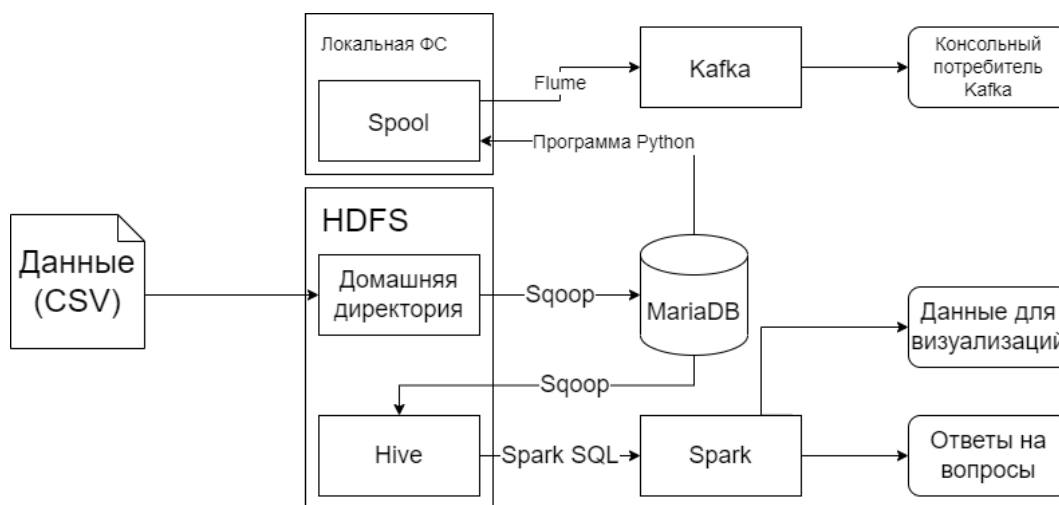 Локальная ФС
Spool
Flume
Kafka
Консольный
потребитель
Kafka
Программа Python
HDFS
Данные
(CSV)
Домашняя
директория
Sqoop
MariaDB
Данные для
визуализаций
Sqoop
Hive
Spark SQL
Spark
Ответы на
вопросы